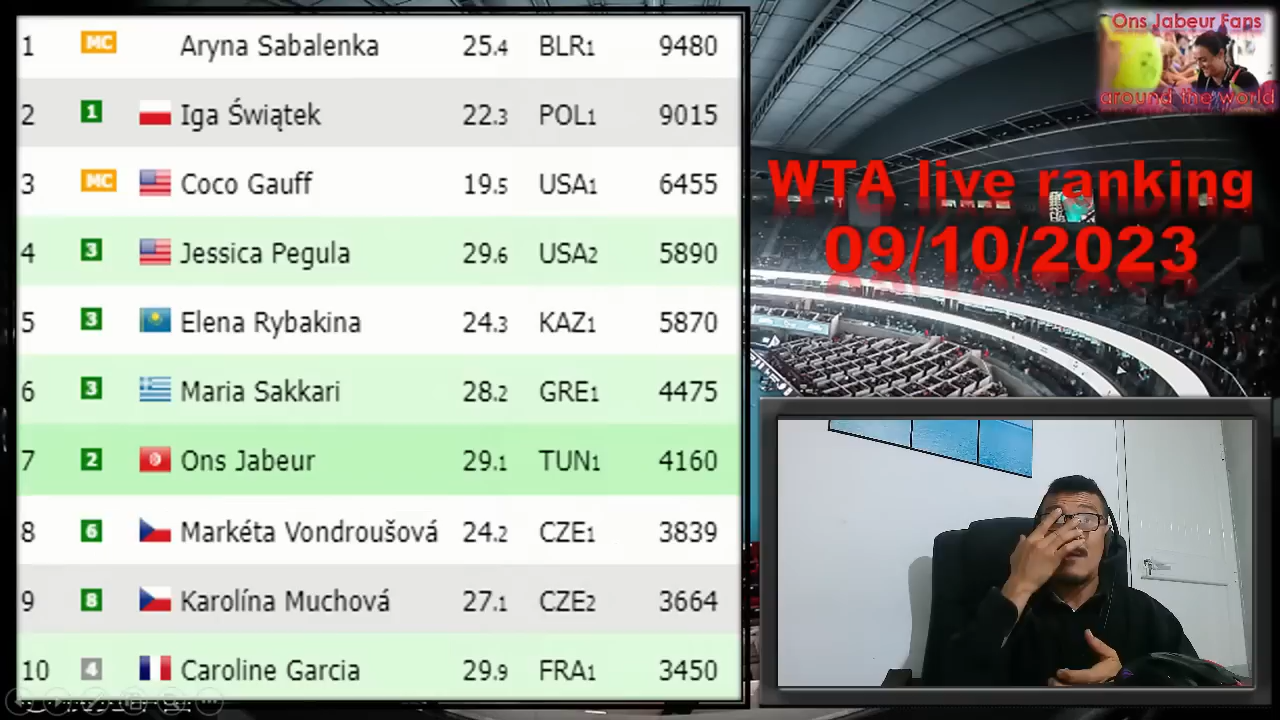 1 MC Aryna Sabalenka 25.4 BLR1 9480
2 1 Iga Świątek 22.3 POL1 9015
3 MC Coco Gauff 19.5 USA1 6455
4 3 Jessica Pegula 29.6 USA2 5890
5 3 Elena Rybakina 24.3 KAZ1 5870
6 3 Maria Sakkari 28.2 GRE1 4475
7 2 Ons Jabeur 29.1 TUN1 4160
8 6 Markéta Vondroušová 24.2 CZE1 3839
9 8 Karolína Muchová 27.1 CZE2 3664
10 4 Caroline Garcia 29.9 FRA1 3450
Ons Jabeur Fans
around the world
WTA live ranking
09/10/2023